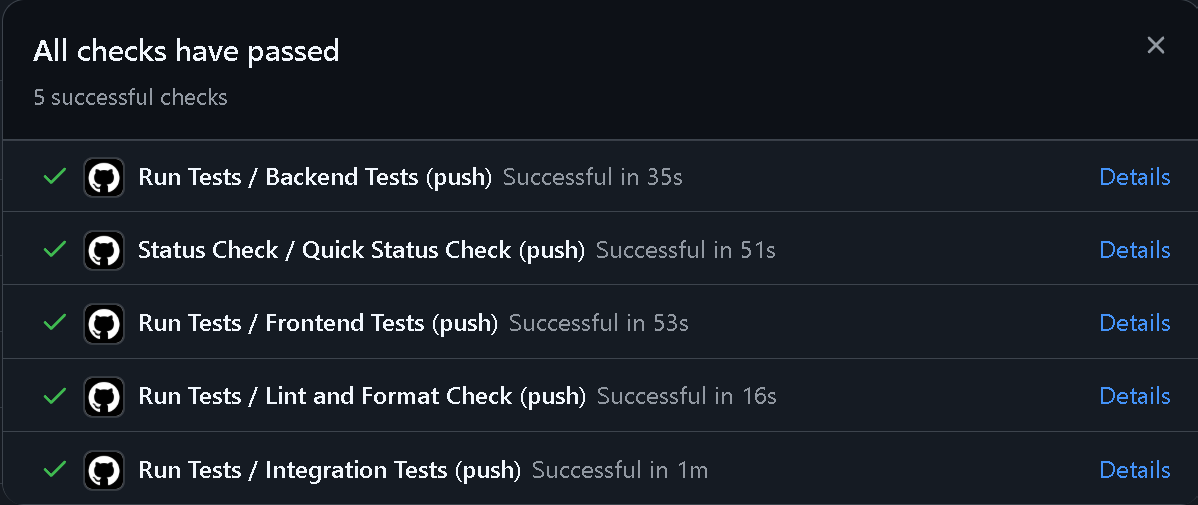 All checks have passed
5 successful checks
Run Tests / Backend Tests (push) Successful in 35s Details
Status Check / Quick Status Check (push) Successful in 51s Details
Run Tests / Frontend Tests (push) Successful in 53s Details
Run Tests / Lint and Format Check (push) Successful in 16s Details
Run Tests / Integration Tests (push) Successful in 1m Details